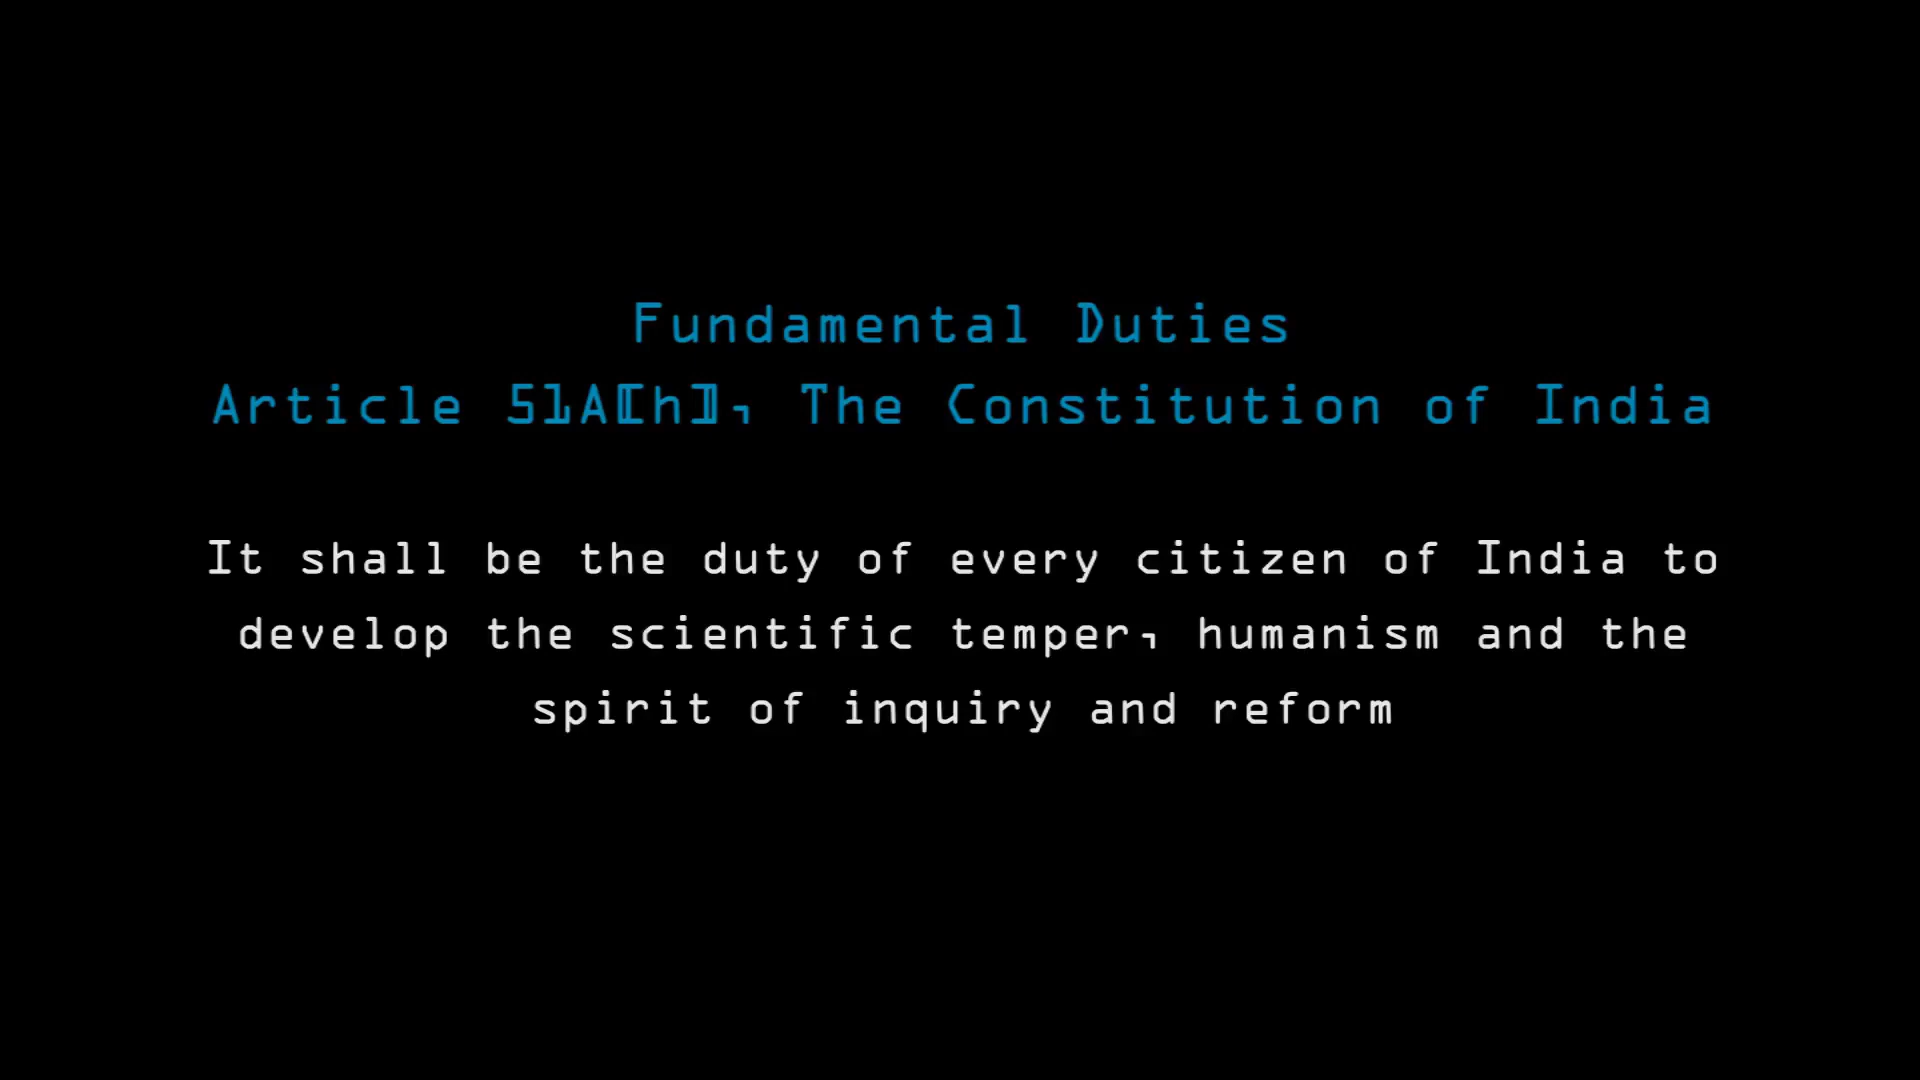 Fundamental Duties
Article 51A[h], The Constitution of India
It shall be the duty of every citizen of India to
develop the scientific temper, humanism and the
spirit of inquiry and reform